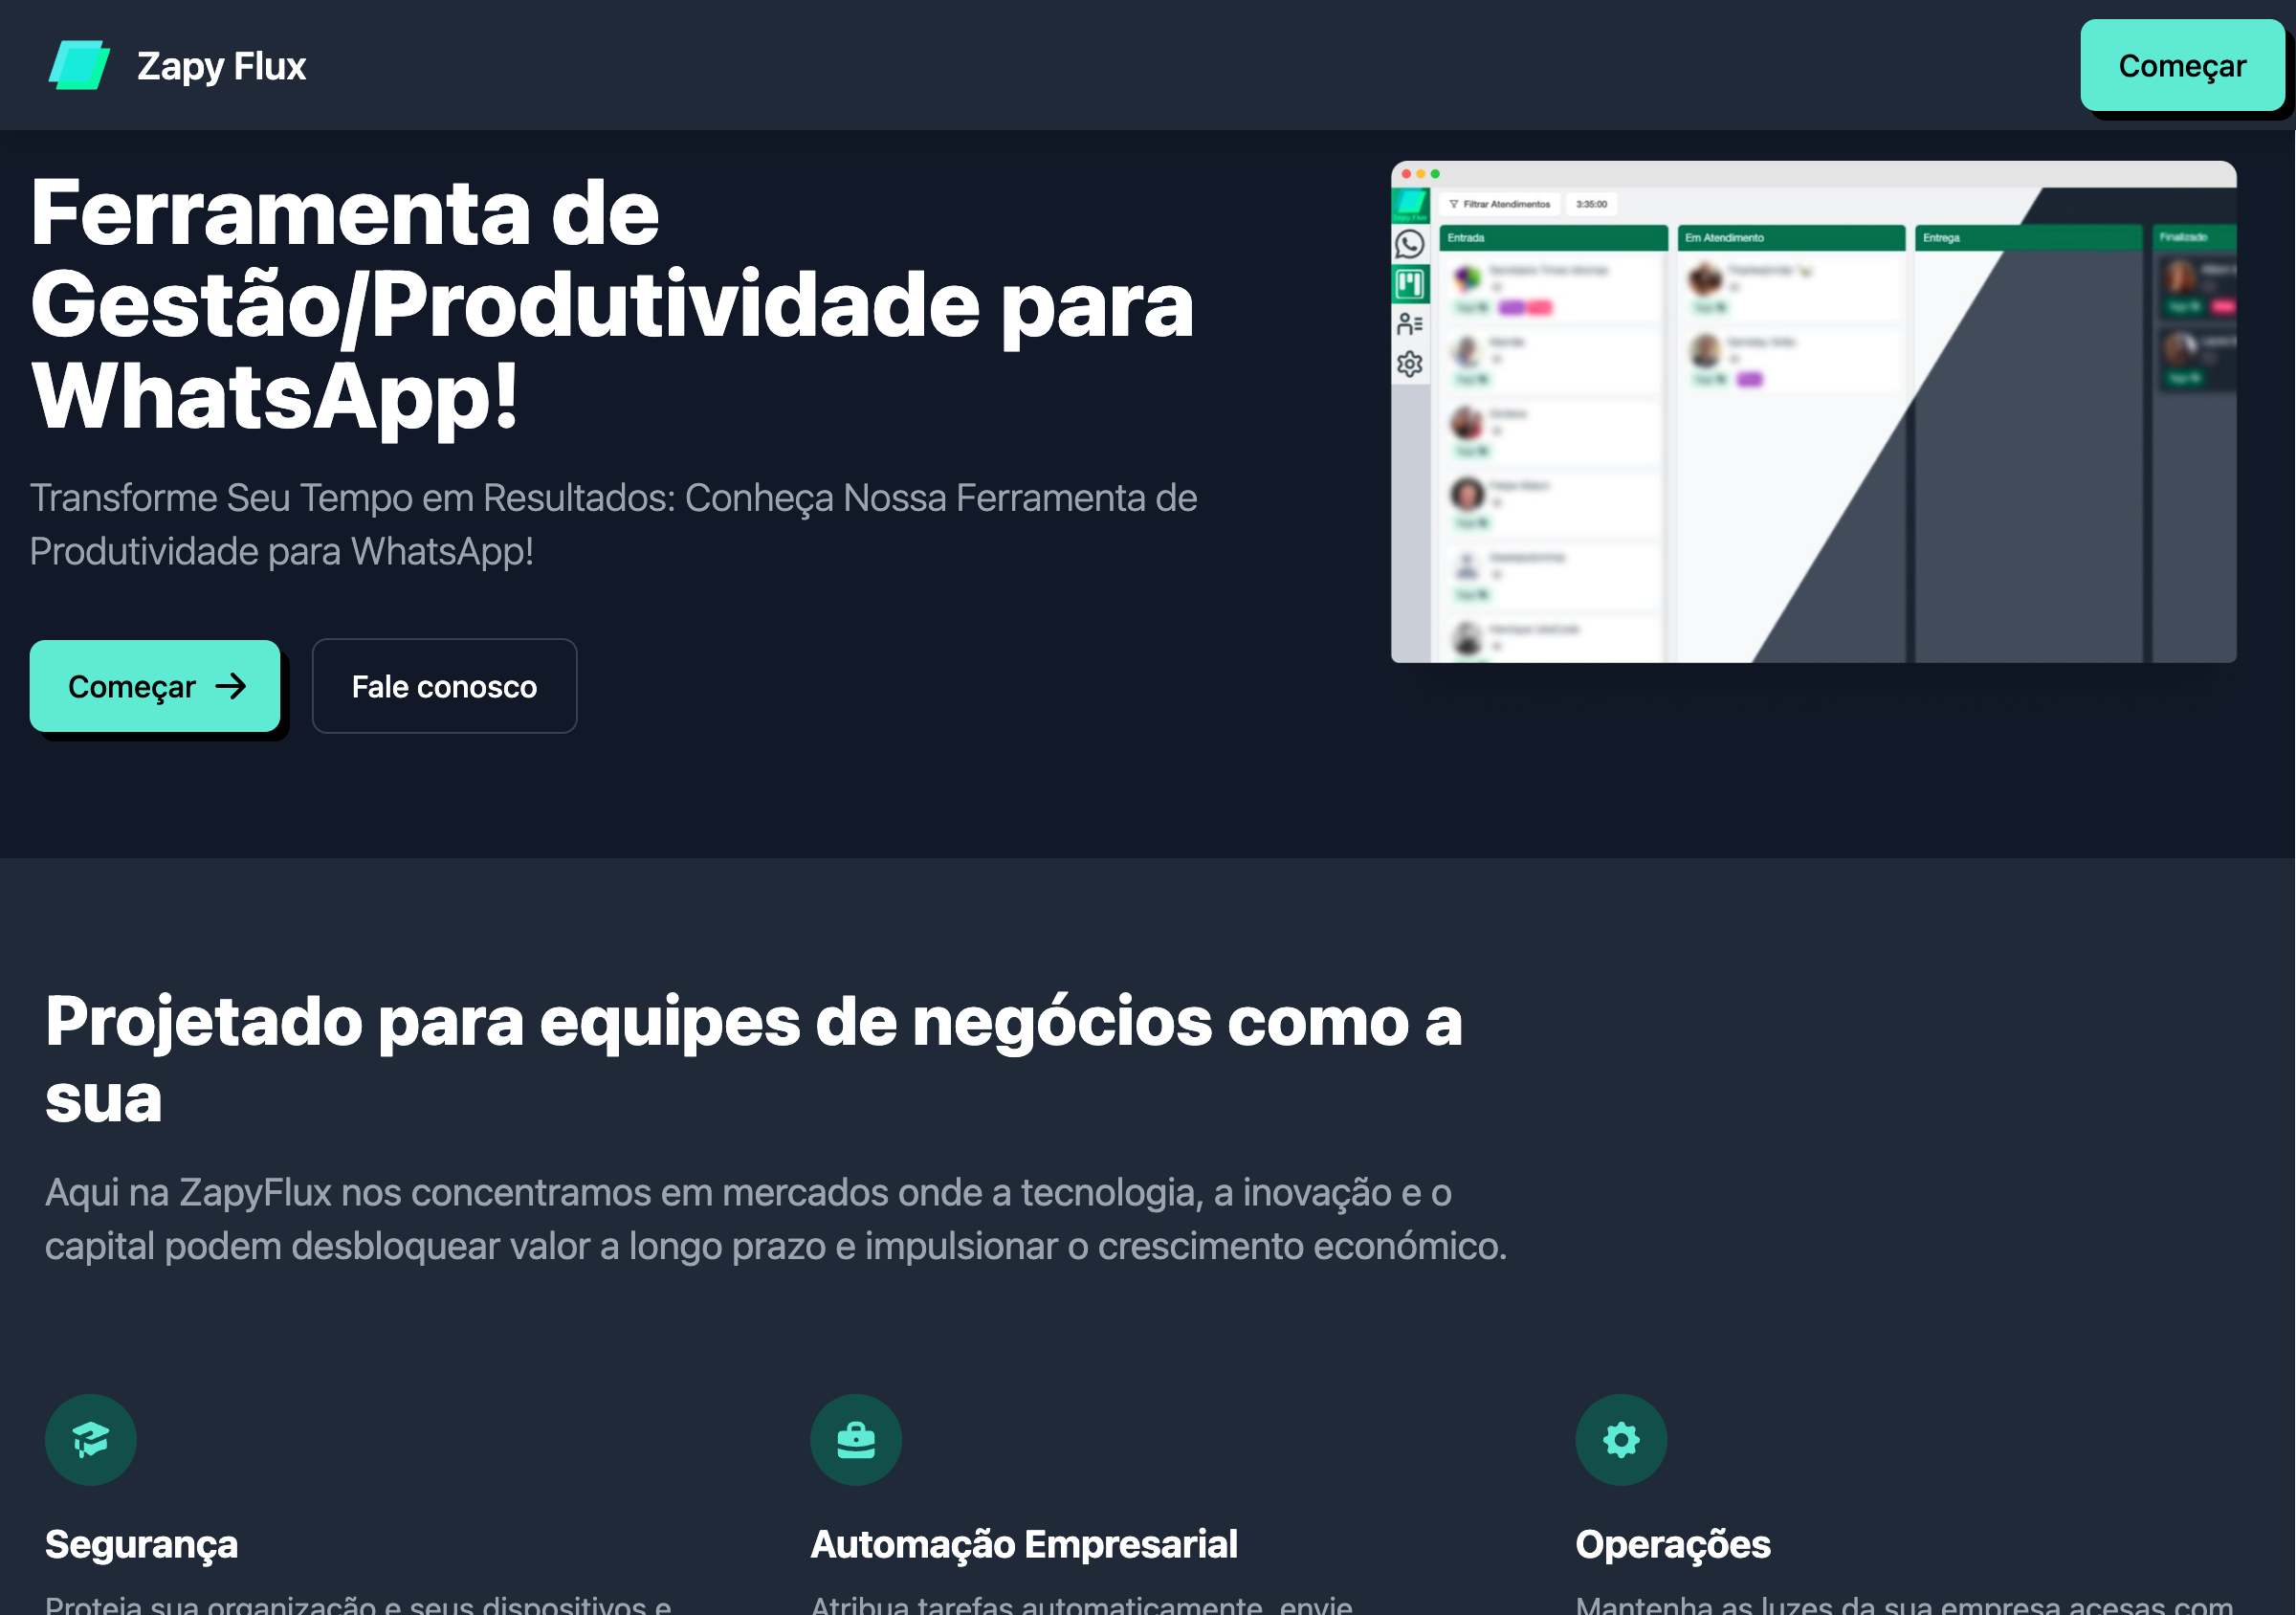 Zapy Flux
Começar
Ferramenta de
Gestão/Produtividade para
WhatsApp!
Transforme Seu Tempo em Resultados: Conheça Nossa Ferramenta de
Produtividade para WhatsApp!
Começar
Fale conosco
Zapy Flux
Filtrar Atendimentos
3:35:00
Entrada
Em Atendimento
Entrega
Finalizado
Projetado para equipes de negócios como a
sua
Aqui na ZapyFlux nos concentramos em mercados onde a tecnologia, a inovação e o
capital podem desbloquear valor a longo prazo e impulsionar o crescimento económico.
Segurança
Proteja sua organização e seus dispositivos e
Automação Empresarial
Atribua tarefas automaticamente, envie
Operações
Mantenha as luzes da sua empresa acesas com